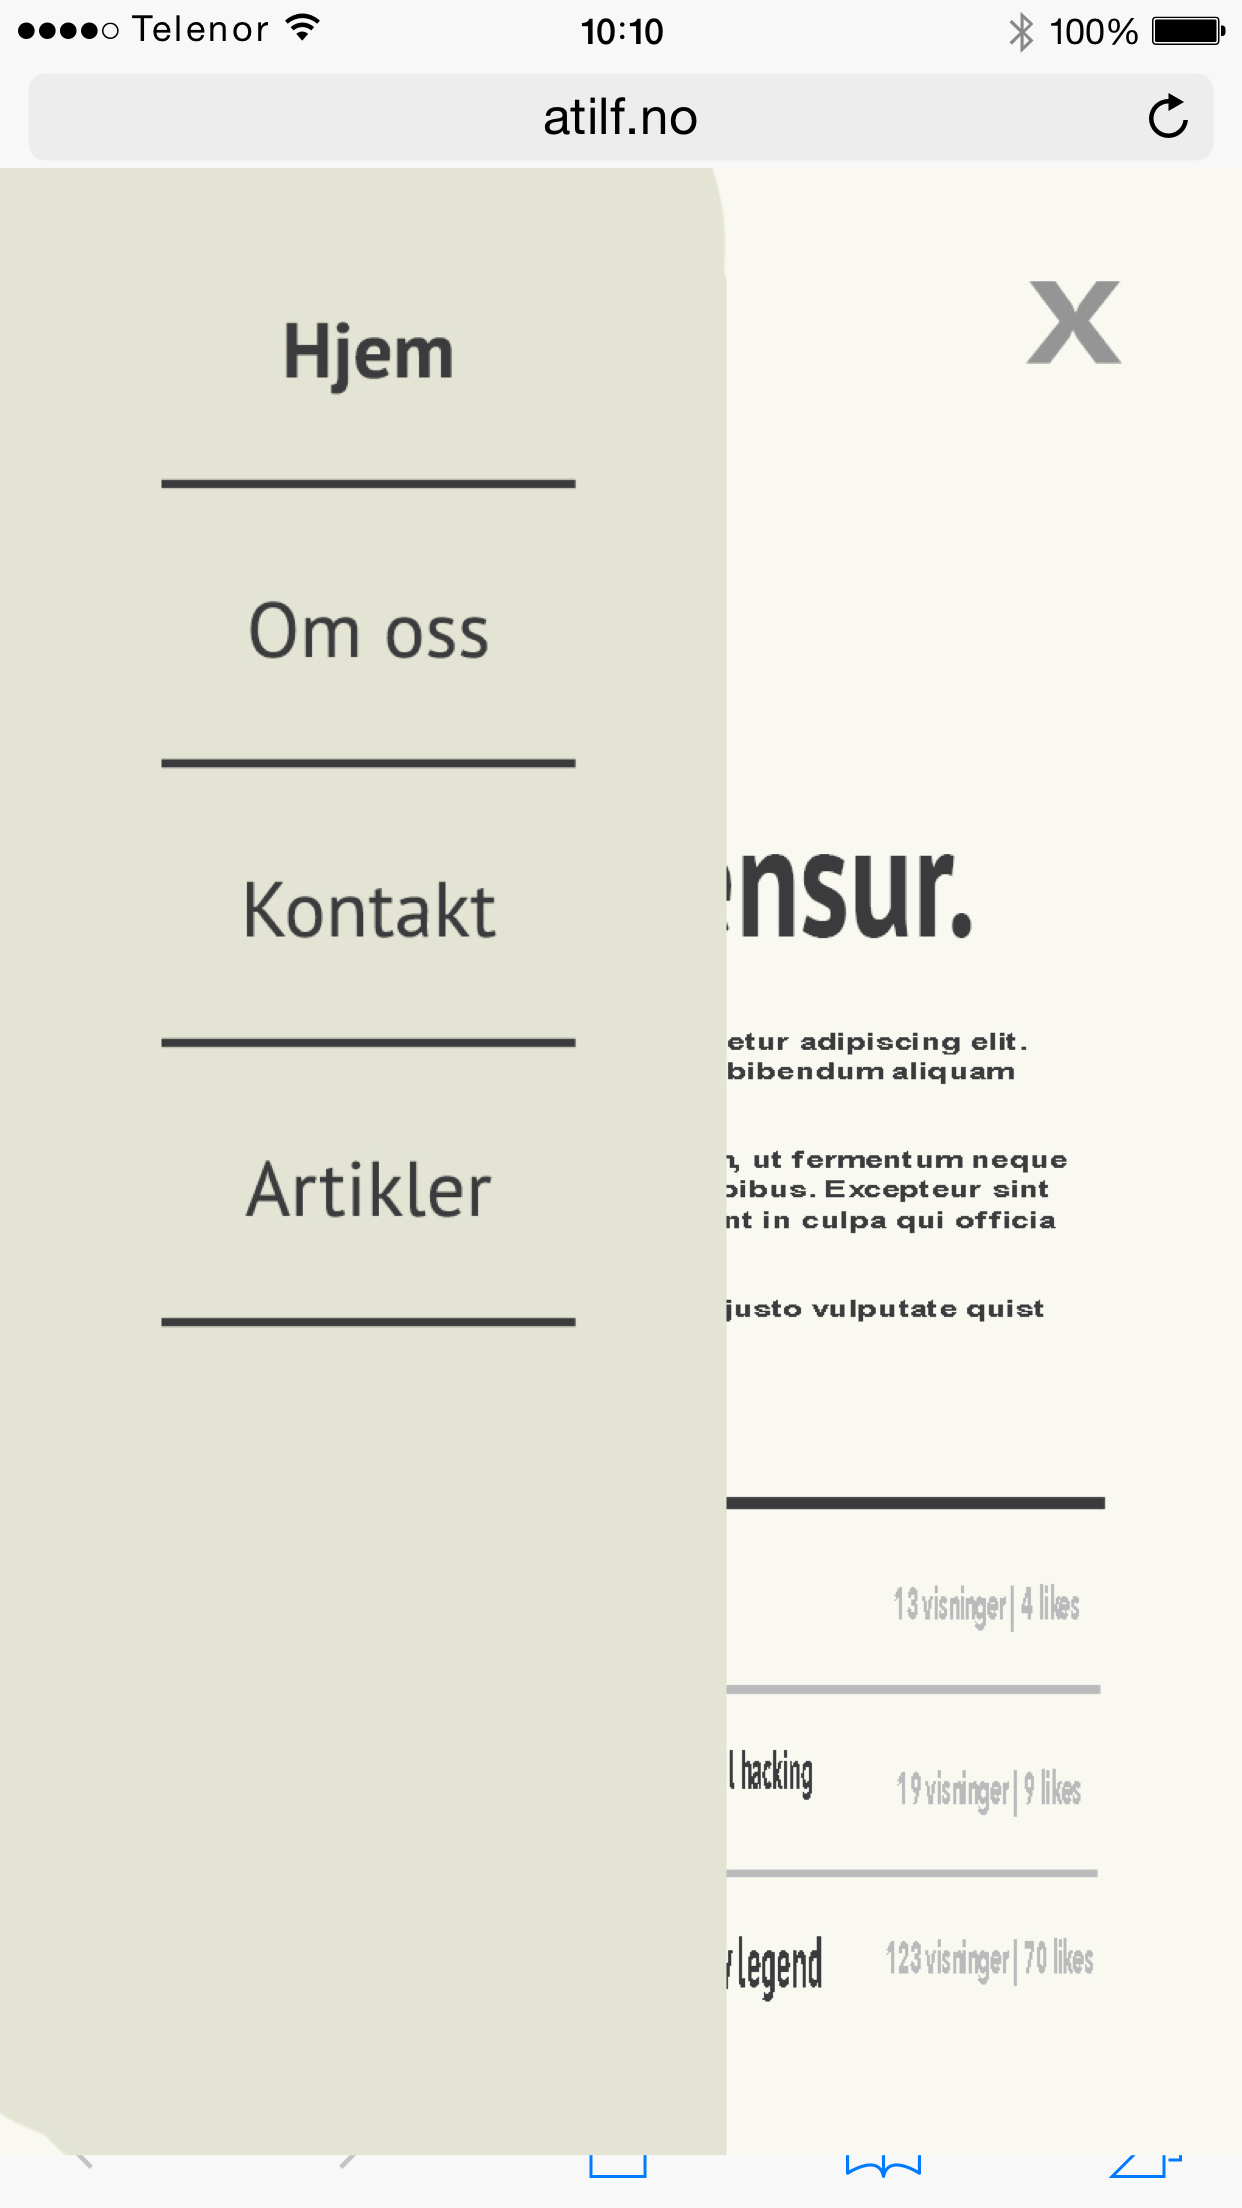 Telenor 10:10 100%
atilf.no
X
Hjem
Om oss
Kontakt
Artikler
ensur.
etur adipiscing elit.
bibendum aliquam
, ut fermentum neque
bibus. Excepteur sint
nt in culpa qui officia
justo vulputate quist
13 visninger | 4 likes
l hacking
19 visninger | 9 likes
y legend
123 visninger | 70 likes